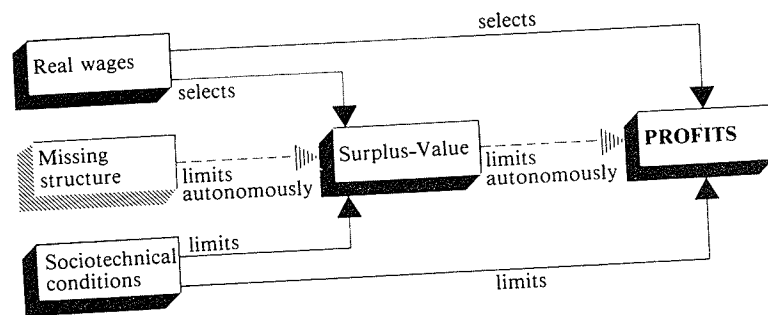 selects
Real wages
selects
Missing
structure
limits
autonomously
Surplus-Value
limits
autonomously
PROFITS
Sociotechnical
conditions
limits
limits